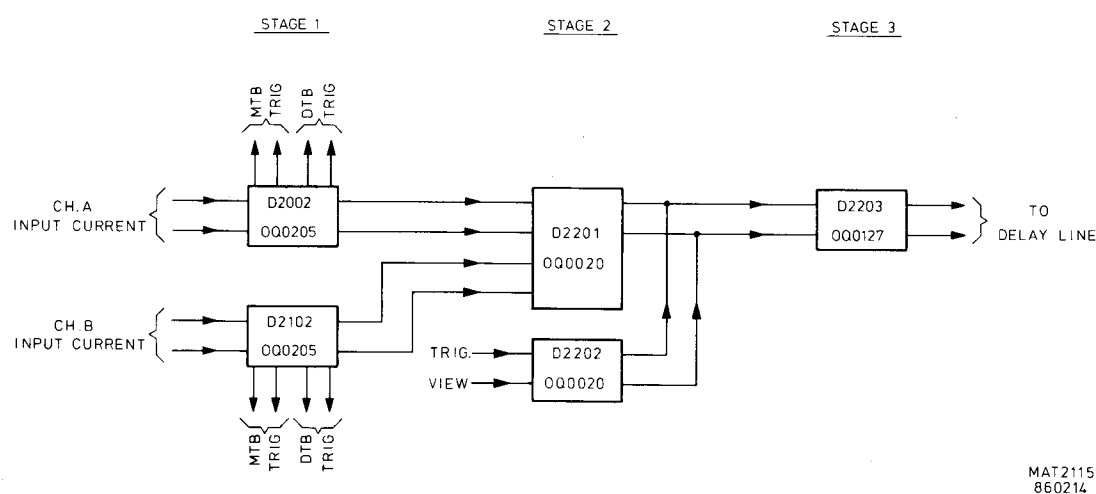 STAGE 1
STAGE 2
STAGE 3
MTB
TRIG
DTB
TRIG
CH.A
INPUT CURRENT
D2002
OQ0205
D2201
OQ0020
D2203
OQ0127
TO
DELAY LINE
CH.B
INPUT CURRENT
D2102
OQ0205
TRIG.
VIEW
D2202
OQ0020
MTB
TRIG
DTB
TRIG
MAT2115
860214